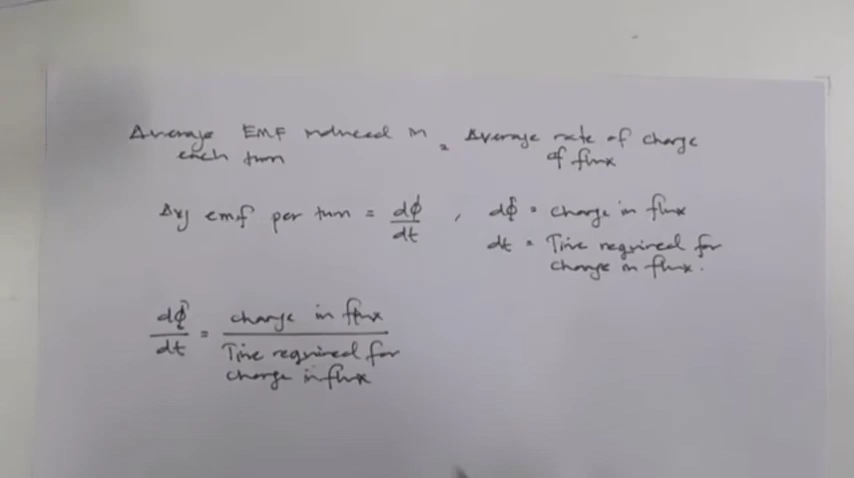 Average EMF induced in = Average rate of change
each turn of flux
Avg emf per turn = dϕ/dt , dϕ = change in flux
dt = Time required for
change in flux.
dϕ/dt = change in flux / Time required for
change in flux